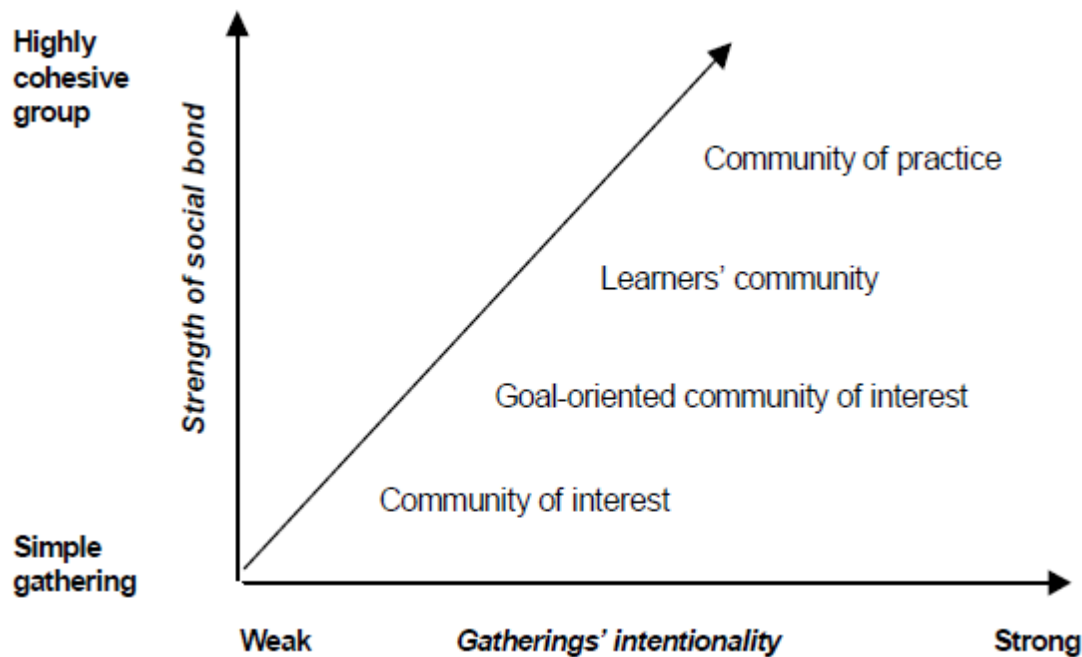 Highly
cohesive
group
Strength of social bond
Community of practice
Learners’ community
Goal-oriented community of interest
Community of interest
Simple
gathering
Weak
Gatherings’ intentionality
Strong